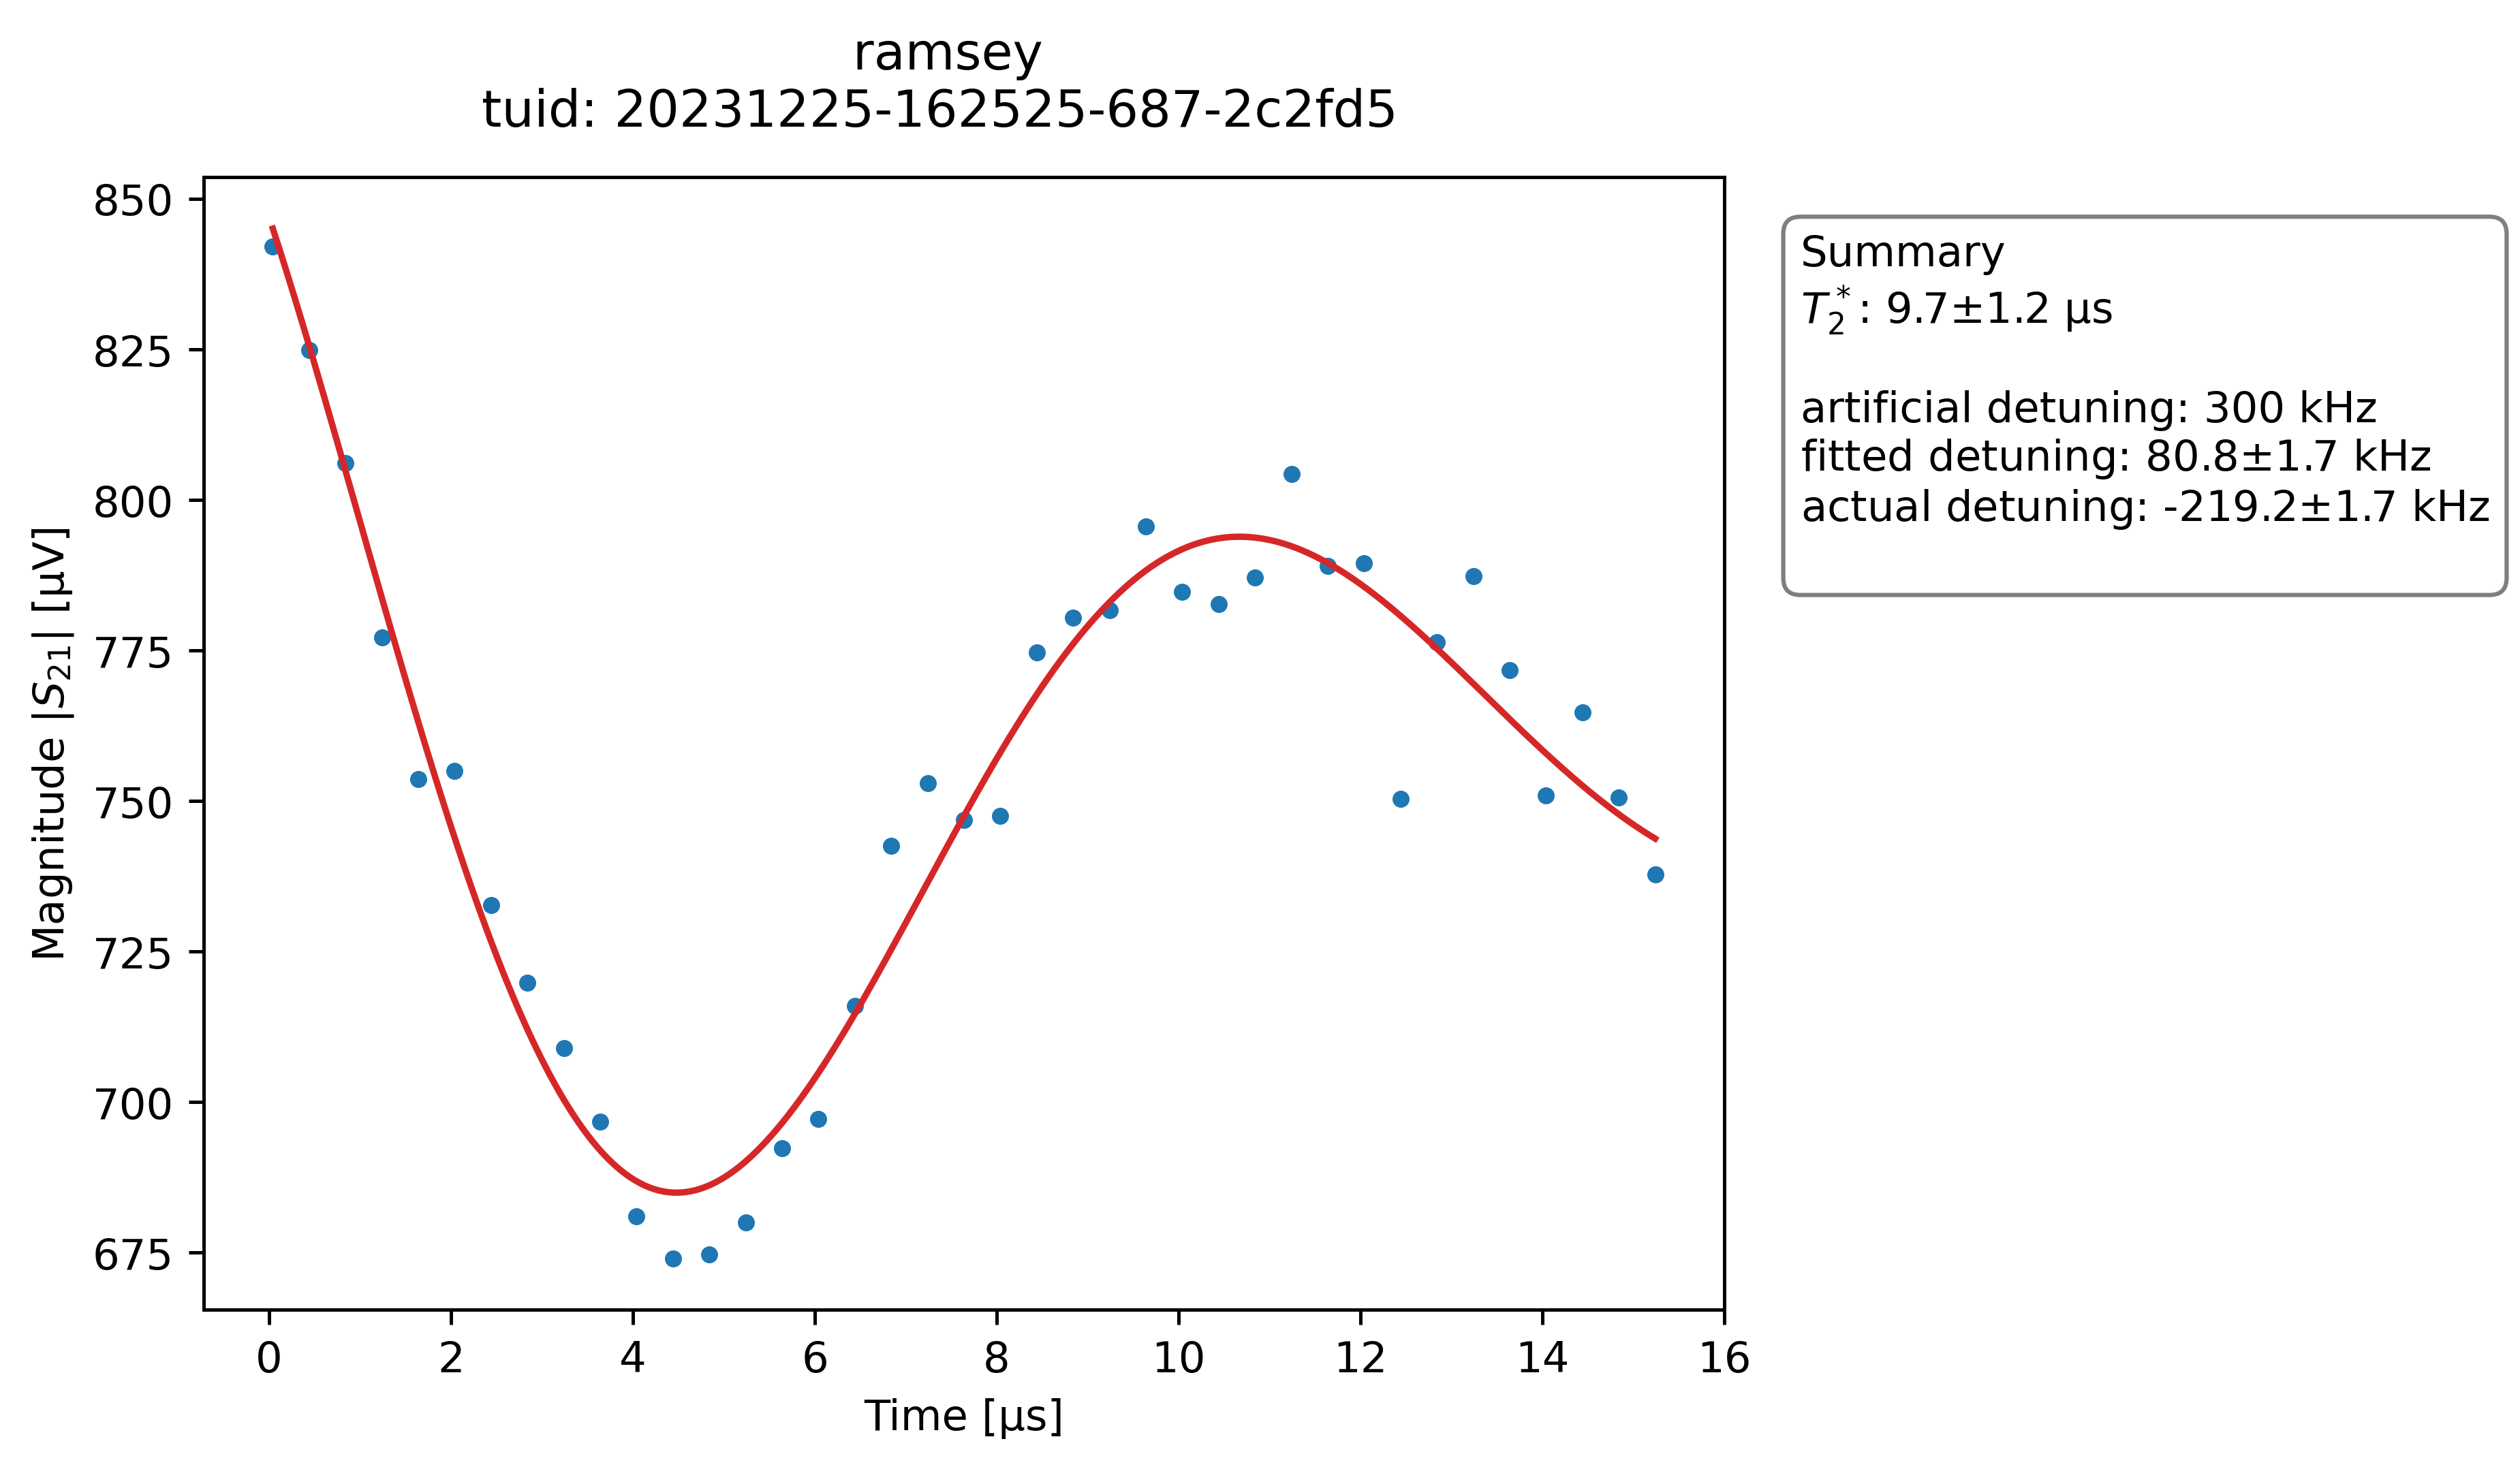 ramsey
tuid: 20231225-162525-687-2c2fd5
850
825
800
775
750
725
700
675
Magnitude |S21| [µV]
0 2 4 6 8 10 12 14 16
Time [µs]
Summary
T2*: 9.7±1.2 µs
artificial detuning: 300 kHz
fitted detuning: 80.8±1.7 kHz
actual detuning: -219.2±1.7 kHz